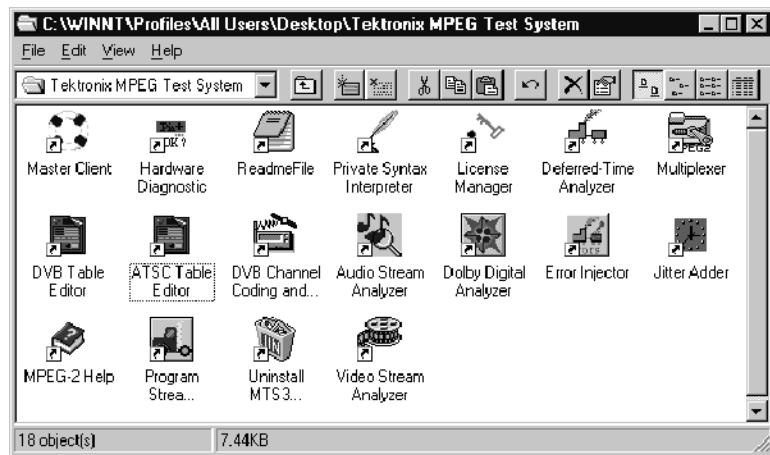 C:\WINNT\Profiles\All Users\Desktop\Tektronix MPEG Test System
File Edit View Help
Tektronix MPEG Test System
Master Client
Hardware
Diagnostic
ReadmeFile
Private Syntax
Interpreter
License
Manager
Deferred-Time
Analyzer
MPEG2
Multiplexer
DVB Table
Editor
ATSC Table
Editor
DVB Channel
Coding and...
Audio Stream
Analyzer
Dolby Digital
Analyzer
Error Injector
Jitter Adder
MPEG-2 Help
Program
Strea...
Uninstall
MTS3...
Video Stream
Analyzer
18 object(s)
7.44KB